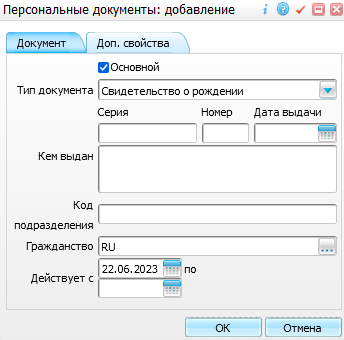 Персональные документы: добавление
Документ Доп. свойства
Основной
Тип документа Свидетельство о рождении
Серия Номер Дата выдачи
Кем выдан
Код
подразделения
Гражданство RU ...
Действует с 22.06.2023 по
ОК Отмена